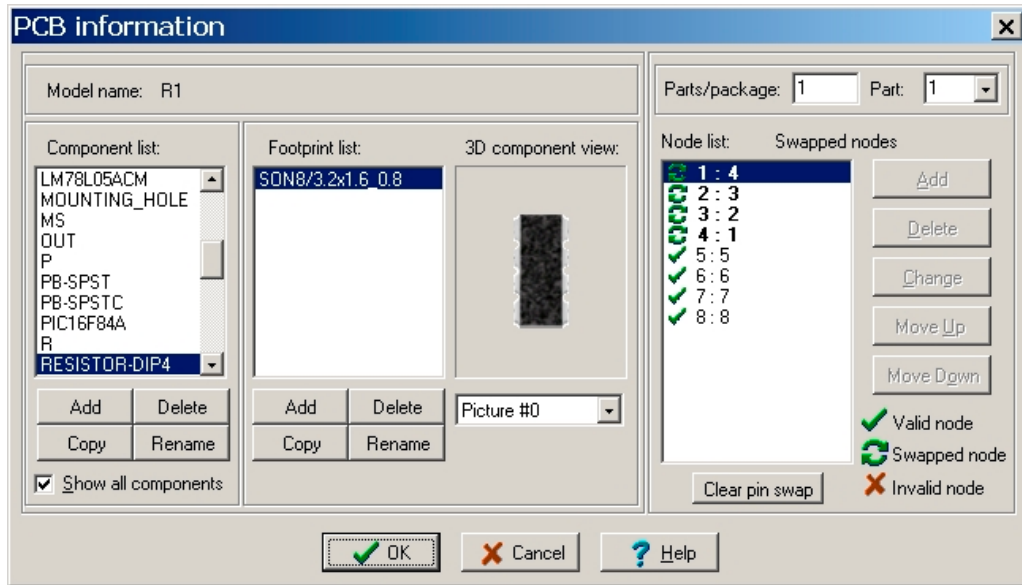 PCB information
Model name: R1
Parts/package: 1 Part: 1
Component list:
LM78L05ACM
MOUNTING_HOLE
MS
OUT
P
PB-SPST
PB-SPSTC
PIC16F84A
R
RESISTOR-DIP4
Add Delete
Copy Rename
Show all components
Footprint list:
SON8/3.2x1.6_0.8
Add Delete
Copy Rename
3D component view:
Picture #0
Node list: Swapped nodes
1 : 4
2 : 3
3 : 2
4 : 1
5 : 5
6 : 6
7 : 7
8 : 8
Clear pin swap
Add
Delete
Change
Move Up
Move Down
Valid node
Swapped node
Invalid node
OK Cancel Help